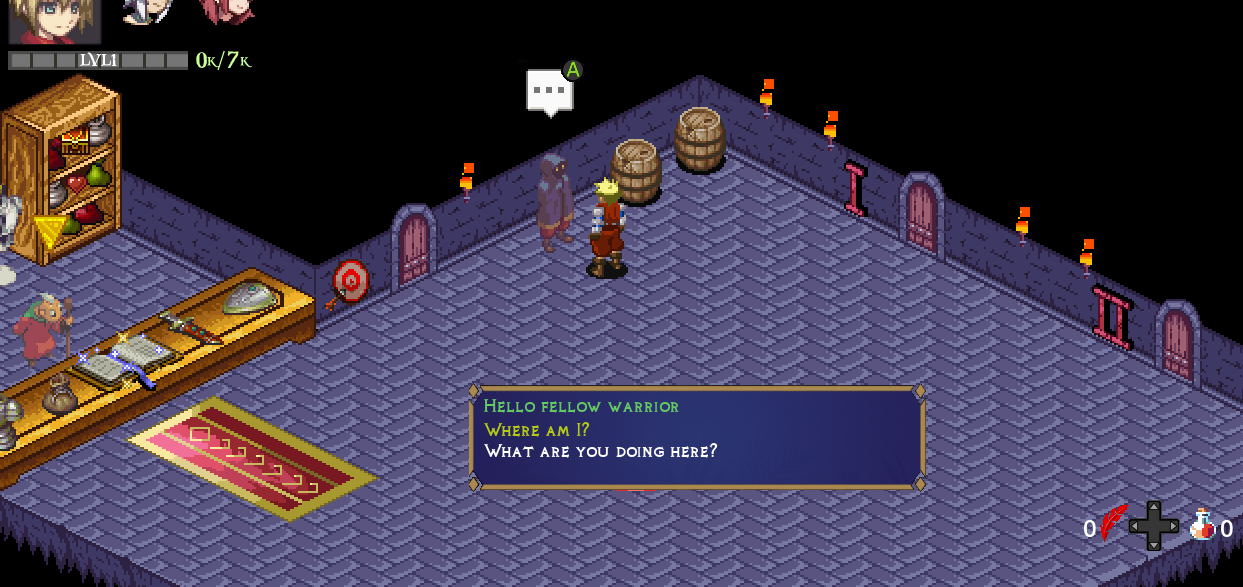 LVL1 0K/7K
A
I
II
Hello fellow warrior
Where am I?
What are you doing here?
0 0